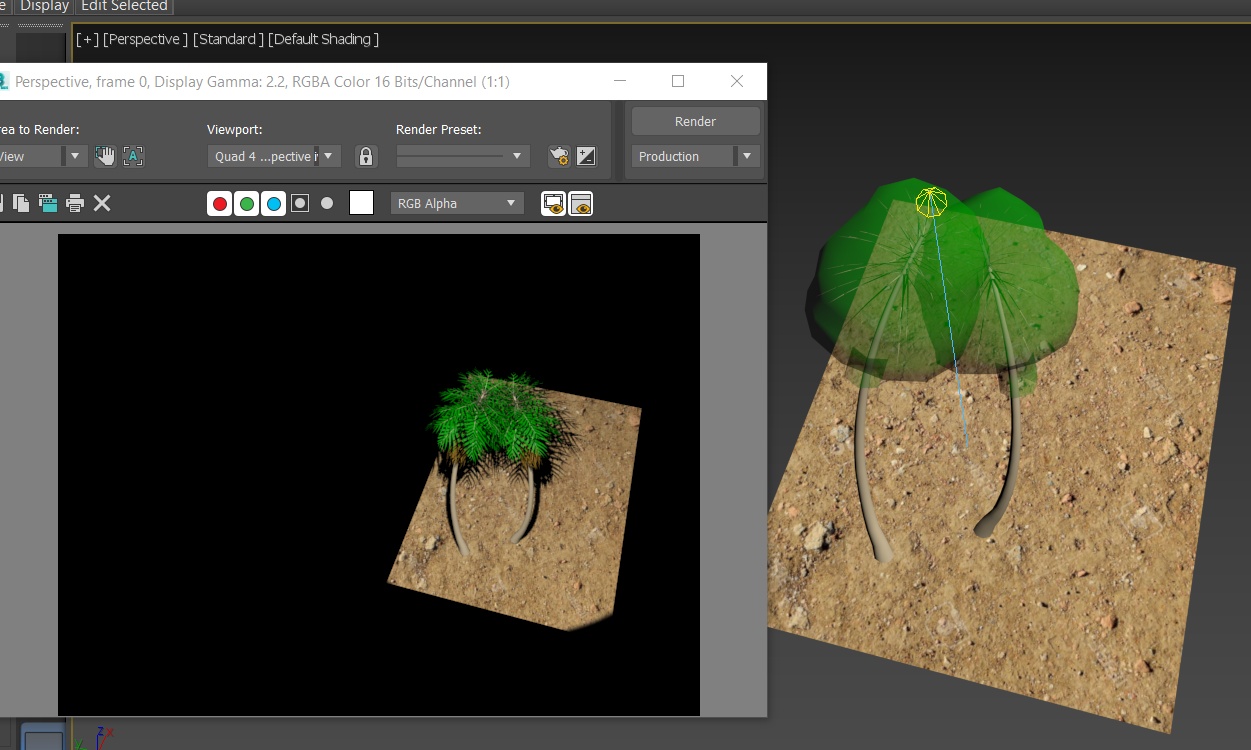 e Display Edit Selected
[+] [Perspective ] [Standard ] [Default Shading ]
Perspective, frame 0, Display Gamma: 2.2, RGBA Color 16 Bits/Channel (1:1)
rea to Render:
Viewport:
Render Preset:
Render
View
A
Quad 4 ...pective
Production
RGB Alpha
z x